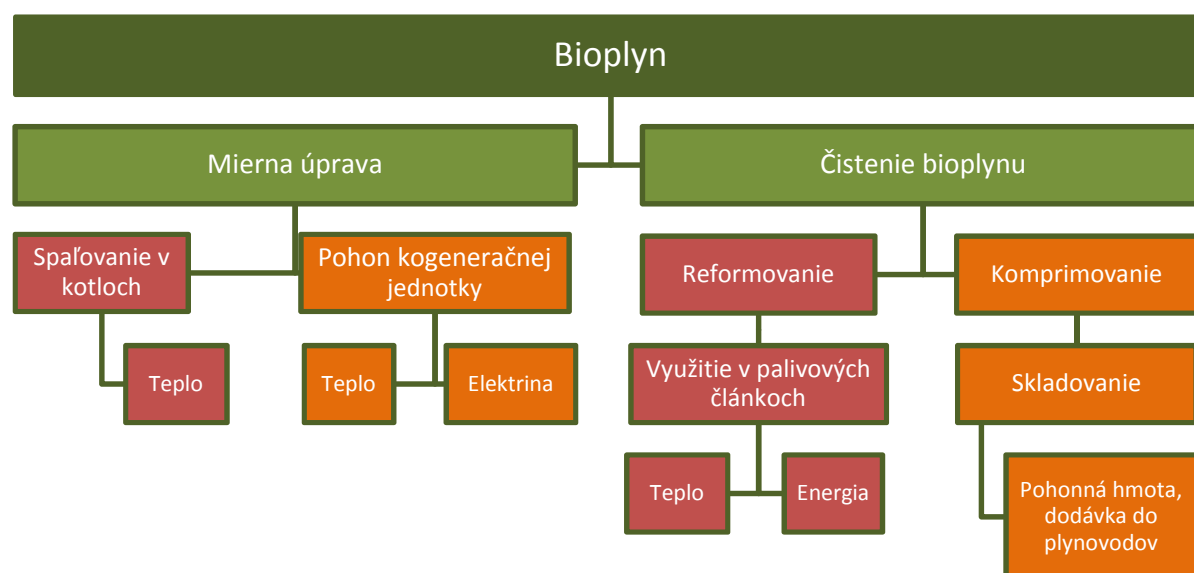 Bioplyn
Mierna úprava
Čistenie bioplynu
Spaľovanie v
kotloch
Pohon kogeneračnej
jednotky
Reformovanie
Komprimovanie
Teplo
Teplo
Elektrina
Využitie v palivových
článkoch
Skladovanie
Teplo
Energia
Pohonná hmota,
dodávka do
plynovodov